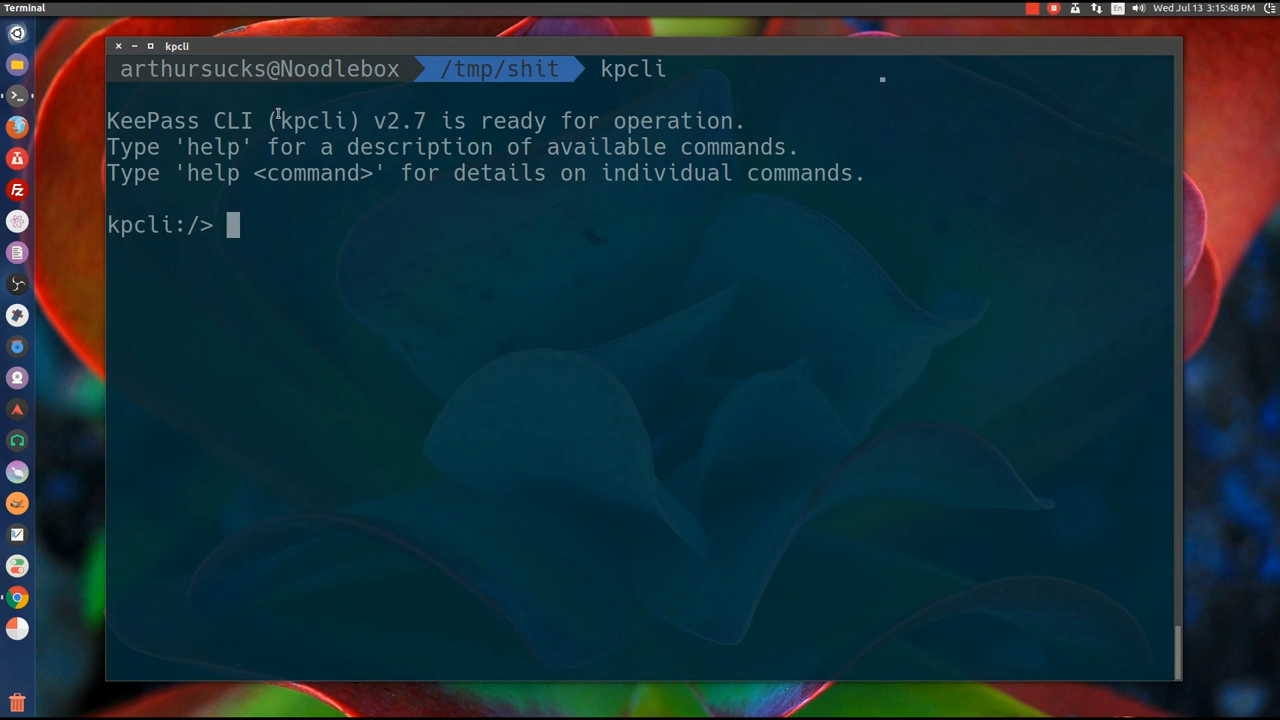 Terminal
En
Wed Jul 13 3:15:48 PM
kpcli
arthursucks@Noodlebox /tmp/shit kpcli
KeePass CLI (kpcli) v2.7 is ready for operation.
Type 'help' for a description of available commands.
Type 'help <command>' for details on individual commands.
kpcli:/>
Fz